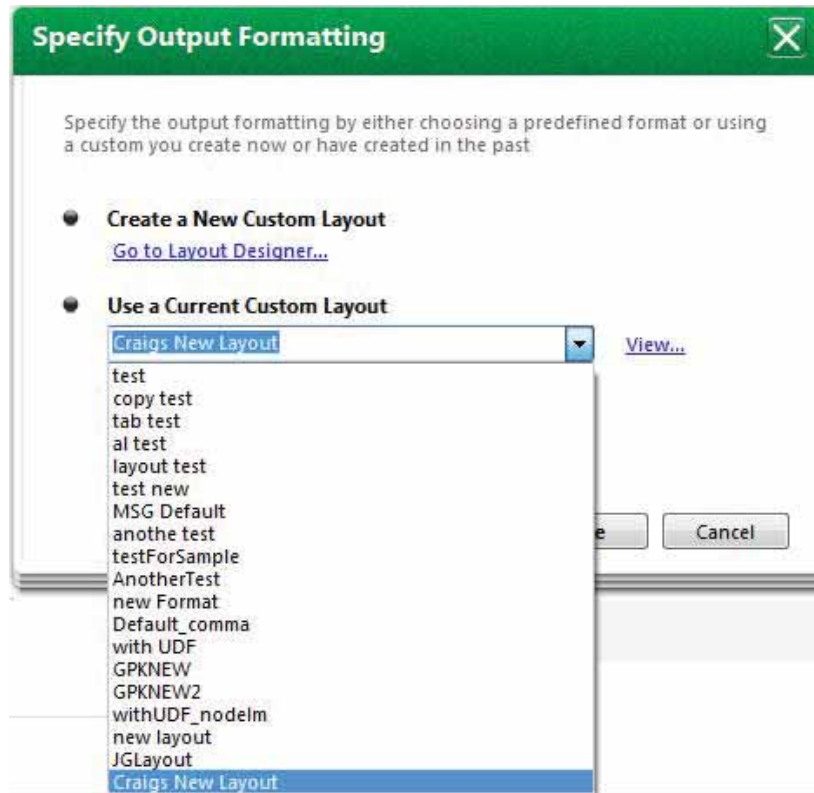 Specify Output Formatting
Specify the output formatting by either choosing a predefined format or using
a custom you create now or have created in the past
Create a New Custom Layout
Go to Layout Designer...
Use a Current Custom Layout
Craigs New Layout
View...
test
copy test
tab test
al test
layout test
test new
MSG Default
anothe test
e
Cancel
testForSample
AnotherTest
new Format
Default_comma
with UDF
GPKNEW
GPKNEW2
withUDF_nodelm
new layout
JGLayout
Craigs New Layout